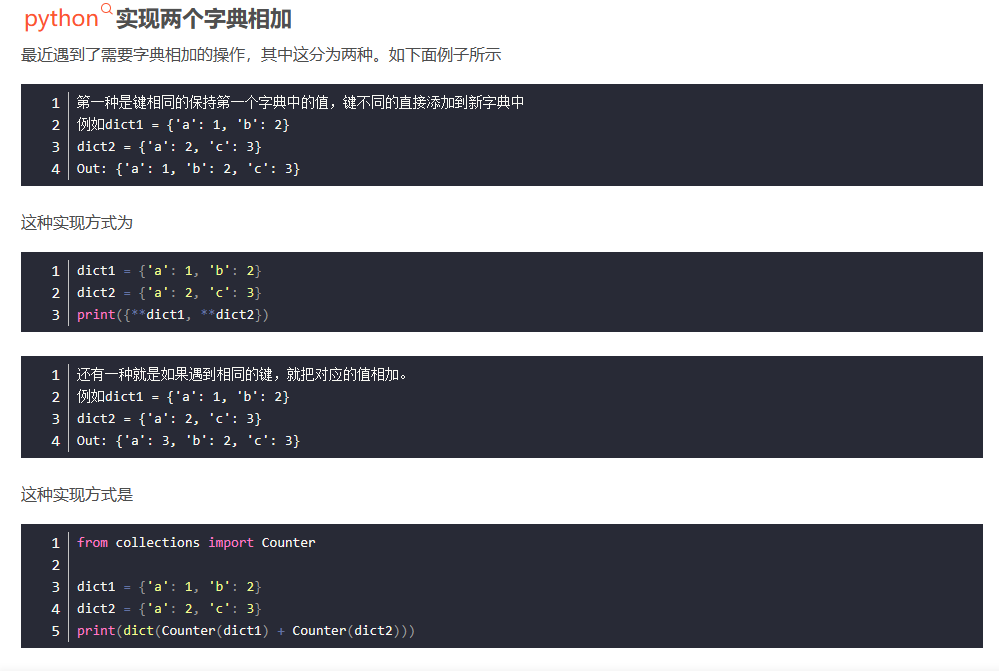 python实现两个字典相加
最近遇到了需要字典相加的操作，其中这分为两种。如下面例子所示
1 第一种是键相同的保持第一个字典中的值，键不同的直接添加到新字典中
2 例如dict1 = {'a': 1, 'b': 2}
3 dict2 = {'a': 2, 'c': 3}
4 Out: {'a': 1, 'b': 2, 'c': 3}
这种实现方式为
1 dict1 = {'a': 1, 'b': 2}
2 dict2 = {'a': 2, 'c': 3}
3 print({**dict1, **dict2})
1 还有一种就是如果遇到相同的键，就把对应的值相加。
2 例如dict1 = {'a': 1, 'b': 2}
3 dict2 = {'a': 2, 'c': 3}
4 Out: {'a': 3, 'b': 2, 'c': 3}
这种实现方式是
1 from collections import Counter
2
3 dict1 = {'a': 1, 'b': 2}
4 dict2 = {'a': 2, 'c': 3}
5 print(dict(Counter(dict1) + Counter(dict2)))